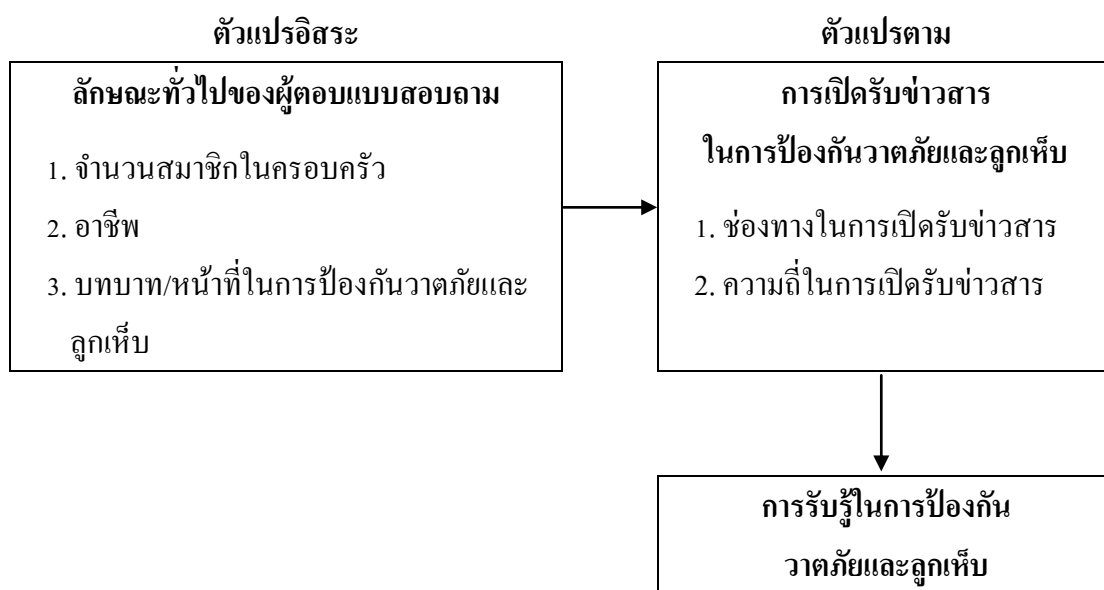 ตัวแปรอิสระ
ลักษณะทั่วไปของผู้ตอบแบบสอบถาม
1. จำนวนสมาชิกในครอบครัว
2. อาชีพ
3. บทบาท/หน้าที่ในการป้องกันวาตภัยและ
ลูกเห็บ
ตัวแปรตาม
การเปิดรับข่าวสาร
ในการป้องกันวาตภัยและลูกเห็บ
1. ช่องทางในการเปิดรับข่าวสาร
2. ความถี่ในการเปิดรับข่าวสาร
การรับรู้ในการป้องกัน
วาตภัยและลูกเห็บ